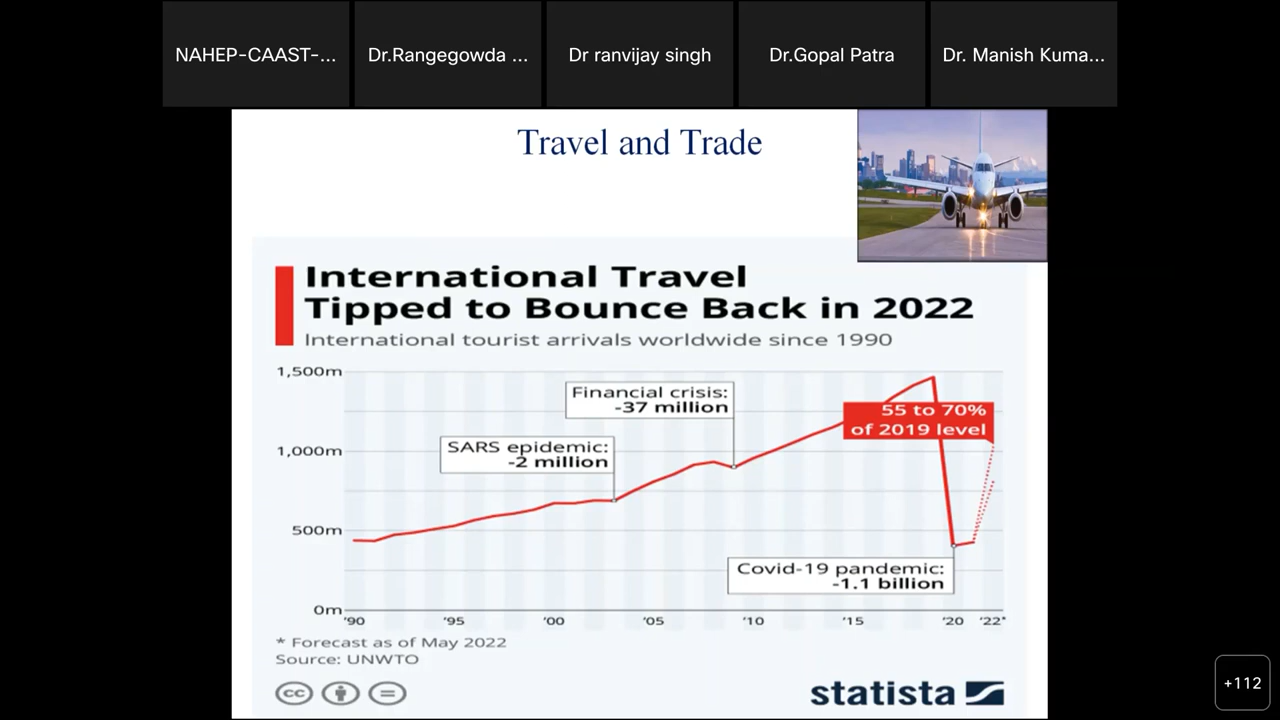 NAHEP-CAAST-...
Dr.Rangegowda ...
Dr ranvijay singh
Dr.Gopal Patra
Dr. Manish Kuma...
Travel and Trade
International Travel
Tipped to Bounce Back in 2022
International tourist arrivals worldwide since 1990
1,500m
1,000m
500m
0m
Financial crisis:
-37 million
SARS epidemic:
-2 million
55 to 70%
of 2019 level
Covid-19 pandemic:
-1.1 billion
'90 '95 '00 '05 '10 '15 '20 '22*
* Forecast as of May 2022
Source: UNWTO
cc
statista
+112